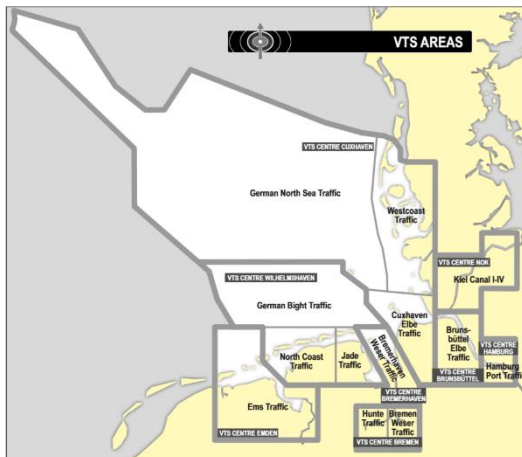 VTS AREAS
VTS CENTRE CUXHAVEN
German North Sea Traffic
Westcoast
Traffic
VTS CENTRE NOK
Kiel Canal I-IV
VTS CENTRE WILHELMSHAVEN
German Bight Traffic
Cuxhaven
Elbe
Traffic
Bruns-
büttel
Elbe
Traffic
VTS CENTRE
HAMBURG
Hamburg
Port Traffi
VTS CENTRE
BRUNSBÜTTEL
North Coast
Traffic
Jade
Traffic
Bremerhaven
Weser Traffic
VTS CENTRE
BREMERHAVEN
Ems Traffic
VTS CENTRE EMDEN
Hunte
Traffic
Bremen
Weser
Traffic
VTS CENTRE BREMEN